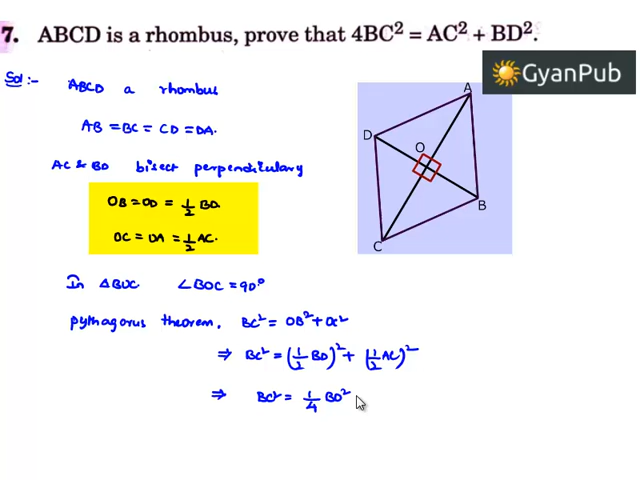 7. ABCD is a rhombus, prove that 4BC² = AC² + BD².
GyanPub
Sol :-
ABCD a rhombus
AB = BC = CD = DA.
AC & BD bisect perpendiculary
OB = OD = 1/2 BD.
OC = OA = 1/2 AC.
A
D
O
B
C
In ΔBOC ∠BOC = 90°
Pythagorus theorem, BC² = OB² + OC²
⇒ BC² = (1/2 BD)² + (1/2 AC)²
⇒ BC² = 1/4 BD²